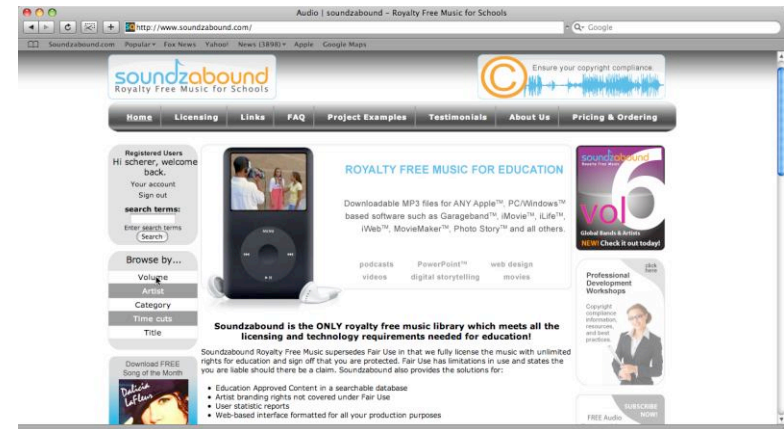 Audio | soundzabound - Royalty Free Music for Schools
http://www.soundzabound.com/
Google
Soundzabound.com Popular Fox News Yahoo! News (3898) Apple Google Maps
soundzabound
Royalty Free Music for Schools
C
Ensure your copyright compliance
Home Licensing Links FAQ Project Examples Testimonials About Us Pricing & Ordering
Registered Users
Hi scherer, welcome
back.
Your account
Sign out
search terms:
Enter search terms
Search
Browse by...
Volume
Artist
Category
Time cuts
Title
Download FREE
Song of the Month
Dalicia
LaFleur
MENU
ROYALTY FREE MUSIC FOR EDUCATION
Downloadable MP3 files for ANY Apple™, PC/Windows™
based software such as Garageband™, iMovie™, iLife™,
iWeb™, MovieMaker™, Photo Story™ and all others.
podcasts PowerPoint™ web design
videos digital storytelling movies
Soundzabound is the ONLY royalty free music library which meets all the
licensing and technology requirements needed for education!
Soundzabound Royalty Free Music supersedes Fair Use in that we fully license the music with unlimited
rights for education and sign off that you are protected. Fair Use has limitations in use and states the
you are liable should there be a claim. Soundzabound also provides the solutions for:
• Education Approved Content in a searchable database
• Artist branding rights not covered under Fair Use
• User statistic reports
• Web-based interface formatted for all your production purposes
soundzabound
Royalty Free Music
vol 6
Global Bands & Artists
NEW! Check it out today!
click
here
Professional
Development
Workshops
Copyright
compliance
information,
resources,
and best
practices.
SUBSCRIBE
NOW!
FREE Audio